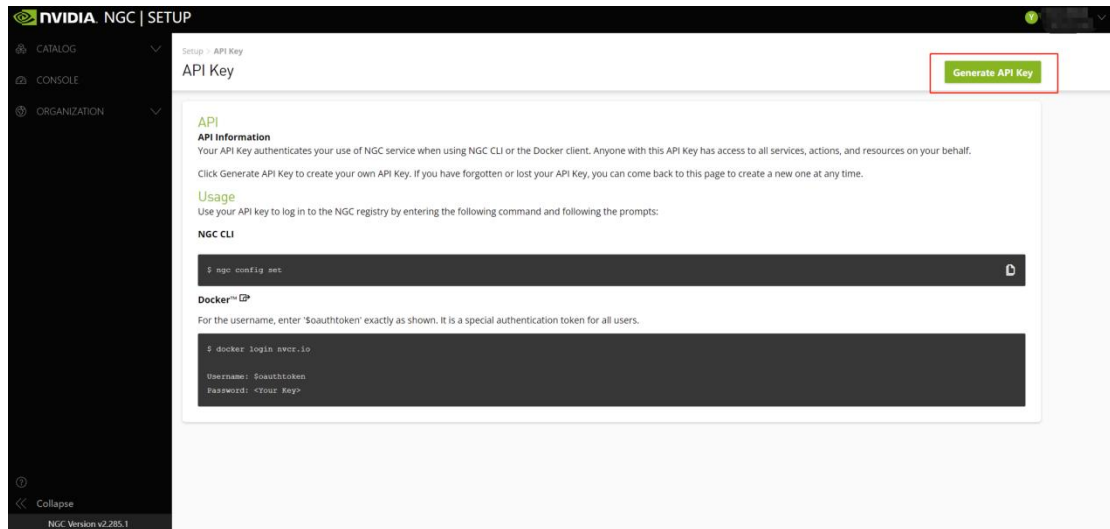 NVIDIA. NGC | SETUP
Y
CATALOG
CONSOLE
ORGANIZATION
Setup > API Key
API Key
Generate API Key
API
API Information
Your API Key authenticates your use of NGC service when using NGC CLI or the Docker client. Anyone with this API Key has access to all services, actions, and resources on your behalf.
Click Generate API Key to create your own API Key. If you have forgotten or lost your API Key, you can come back to this page to create a new one at any time.
Usage
Use your API key to log in to the NGC registry by entering the following command and following the prompts:
NGC CLI
$ ngc config set
Docker™
For the username, enter '$oauthtoken' exactly as shown. It is a special authentication token for all users.
$ docker login nvcr.io
Username: $oauthtoken
Password: <Your Key>
Collapse
NGC Version v2.285.1